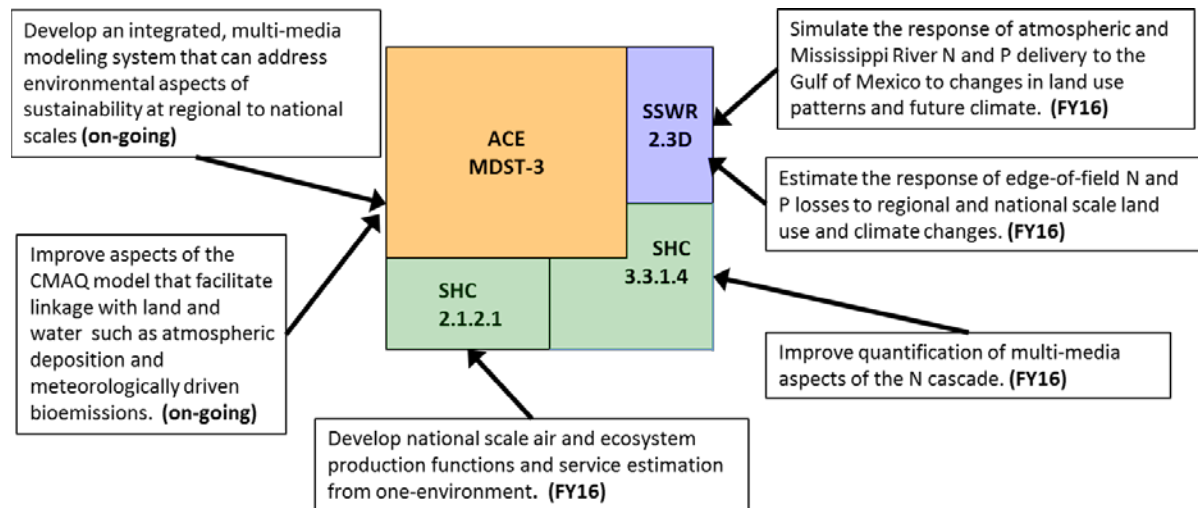 Develop an integrated, multi-media
modeling system that can address
environmental aspects of
sustainability at regional to national
scales (on-going)
Improve aspects of the
CMAQ model that facilitate
linkage with land and
water such as atmospheric
deposition and
meteorologically driven
bioemissions. (on-going)
ACE
MDST-3
SSWR
2.3D
SHC
3.3.1.4
SHC
2.1.2.1
Simulate the response of atmospheric and
Mississippi River N and P delivery to the
Gulf of Mexico to changes in land use
patterns and future climate. (FY16)
Estimate the response of edge-of-field N and
P losses to regional and national scale land
use and climate changes. (FY16)
Improve quantification of multi-media
aspects of the N cascade. (FY16)
Develop national scale air and ecosystem
production functions and service estimation
from one-environment. (FY16)